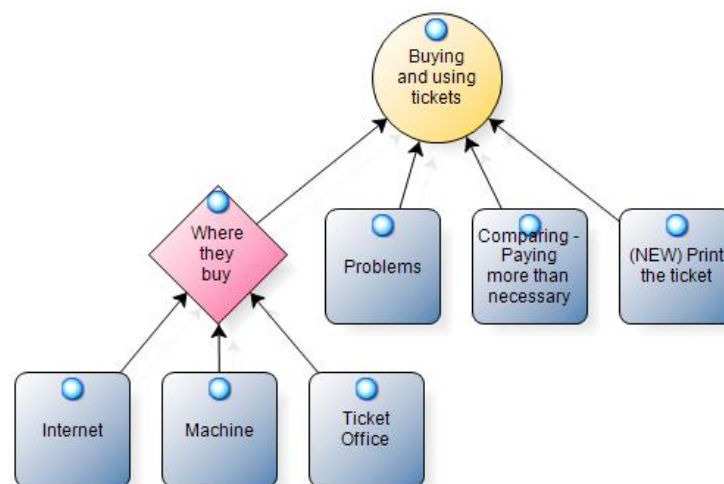 Buying
and using
tickets
Where
they
buy
Problems
Comparing -
Paying
more than
necessary
(NEW) Print
the ticket
Internet
Machine
Ticket
Office